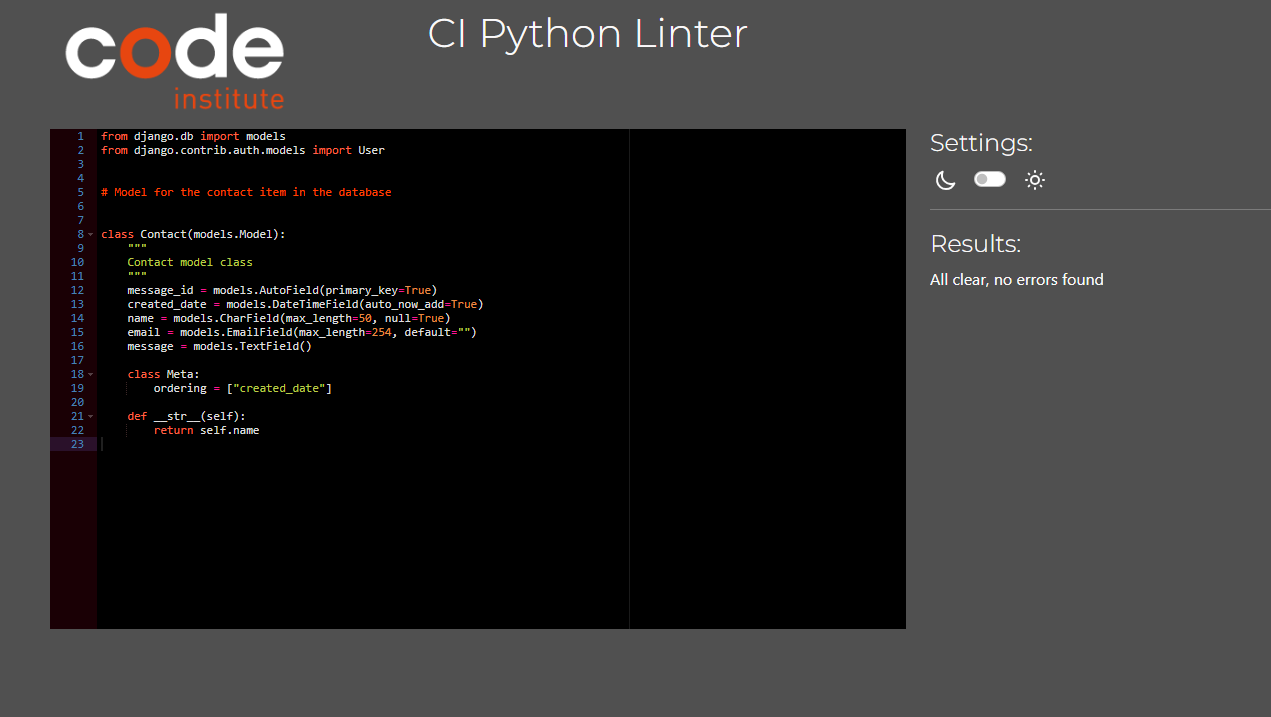 code
institute
CI Python Linter
1 from django.db import models
2 from django.contrib.auth.models import User
3
4
5 # Model for the contact item in the database
6
7
8 class Contact(models.Model):
9     """
10     Contact model class
11     """
12     message_id = models.AutoField(primary_key=True)
13     created_date = models.DateTimeField(auto_now_add=True)
14     name = models.CharField(max_length=50, null=True)
15     email = models.EmailField(max_length=254, default="")
16     message = models.TextField()
17
18     class Meta:
19         ordering = ["created_date"]
20
21     def __str__(self):
22         return self.name
23
Settings:
Results:
All clear, no errors found